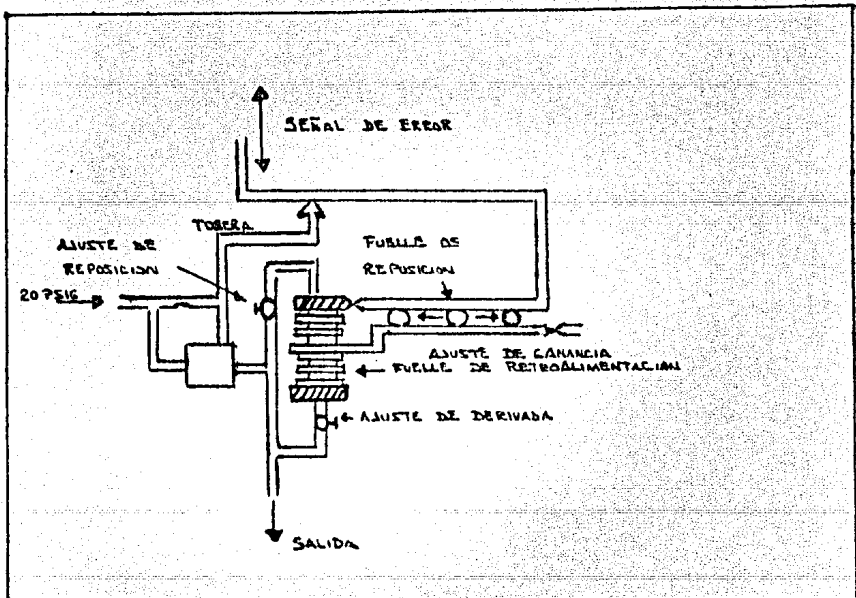 SEÑAL DE ERROR
TOBERA
AJUSTE DE
REPOSICION
FUELLE DE
REPOSICION
20 PSIG
AJUSTE DE GANANCIA
FUELLE DE RETROALIMENTACION
AJUSTE DE DERIVADA
SALIDA